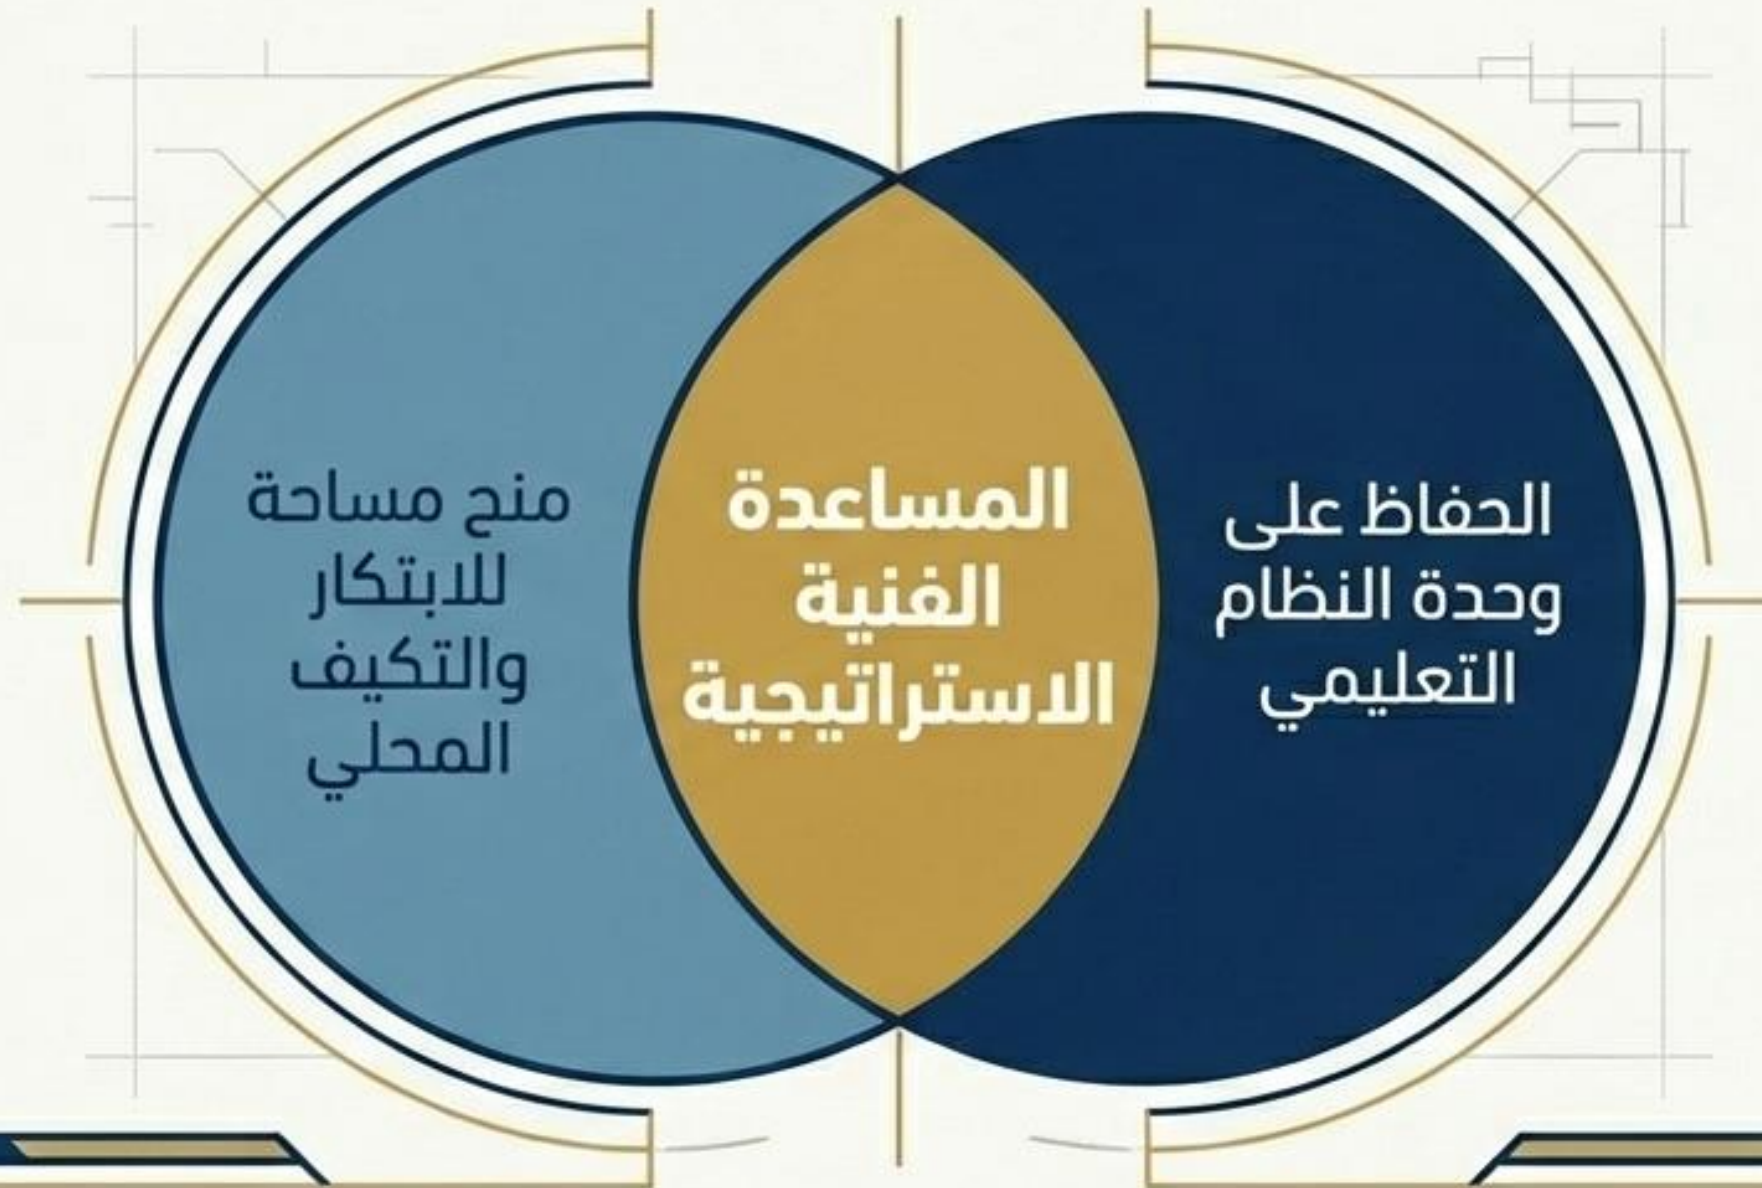 الحفاظ على
وحدة النظام
التعليمي
المساعدة
الفنية
الاستراتيجية
منح مساحة
للابتكار
والتكيف
المحلي